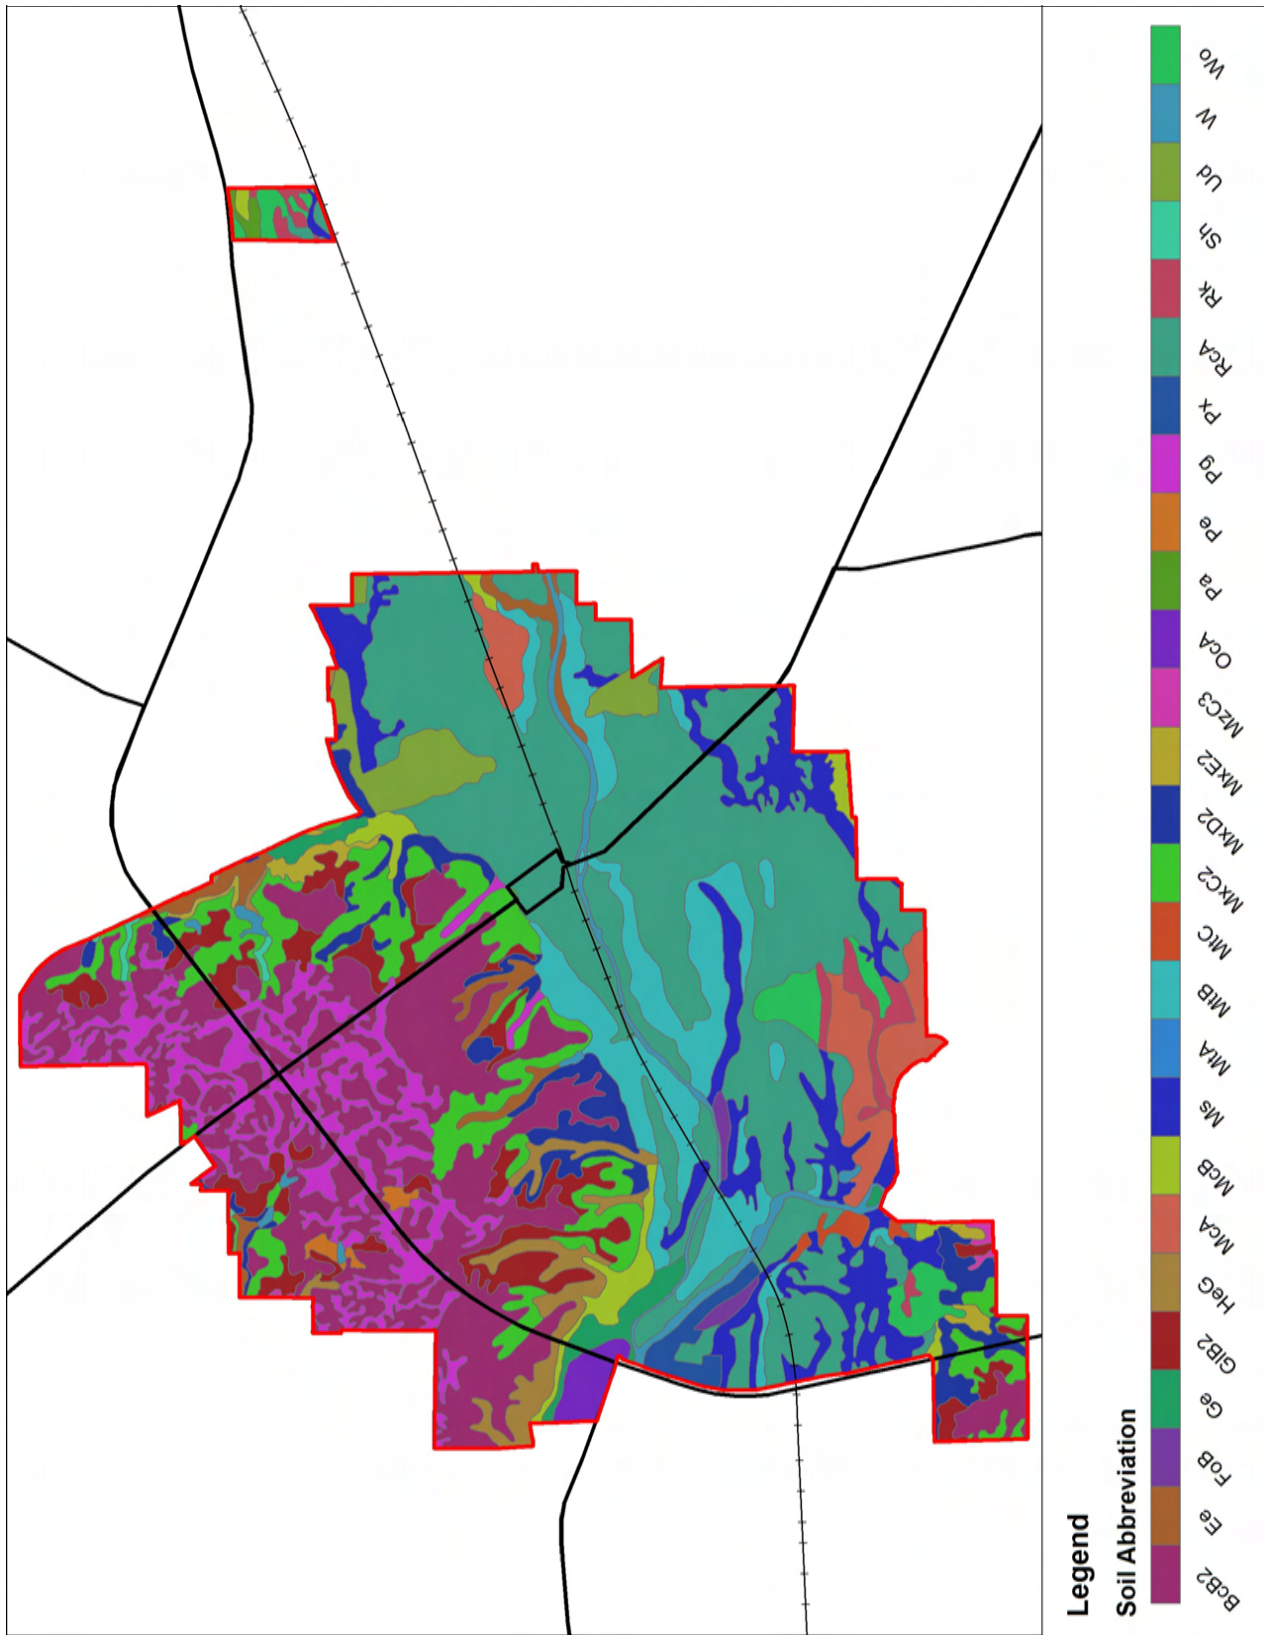 Legend
Soil Abbreviation
BcB2
Ee
FoB
Ge
GlB2
HeG
McA
McB
Ms
MtA
MtB
MtC
MxC2
MxD2
MxE2
MzC3
OcA
Pa
Pe
Pg
Px
RcA
Rk
Sh
Ud
W
Wo